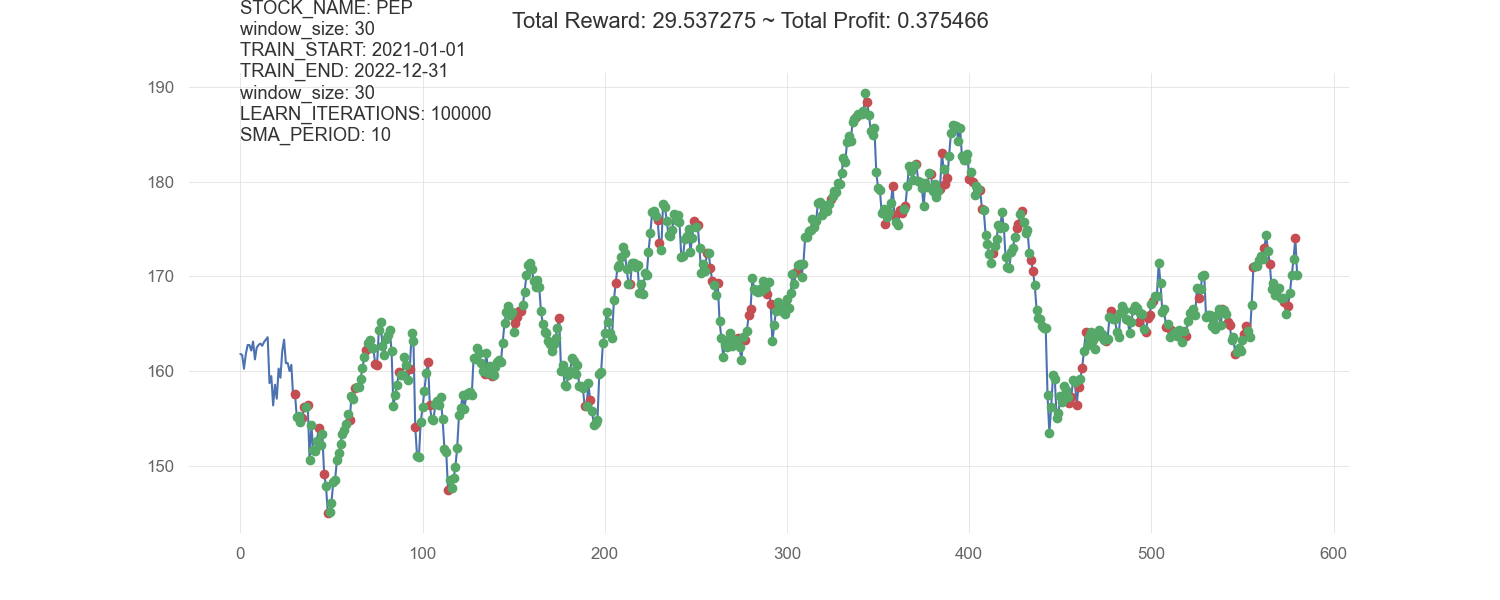 STOCK_NAME: PEP
Total Reward: 29.537275 ~ Total Profit: 0.375466
window_size: 30
TRAIN_START: 2021-01-01
TRAIN_END: 2022-12-31
window_size: 30
LEARN_ITERATIONS: 100000
SMA_PERIOD: 10
190
180
170
160
150
0
100
200
300
400
500
600